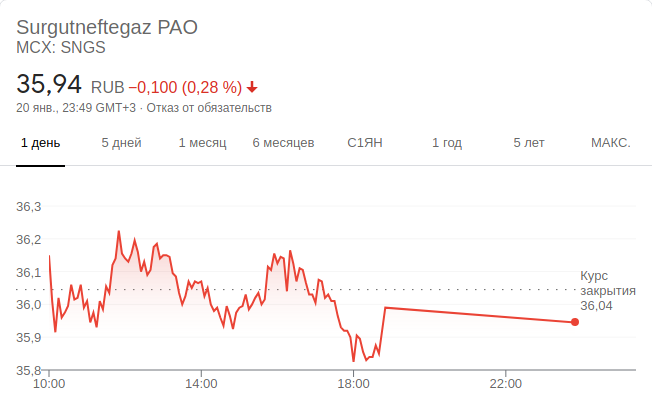 Surgutneftegaz PAO
MCX: SNGS
35,94 RUB −0,100 (0,28 %)
20 янв., 23:49 GMT+3 · Отказ от обязательств
1 день 5 дней 1 месяц 6 месяцев С1ЯН 1 год 5 лет МАКС.
36,3
36,2
36,1
36,0
35,9
35,8
Курс
закрытия
36,04
10:00 14:00 18:00 22:00